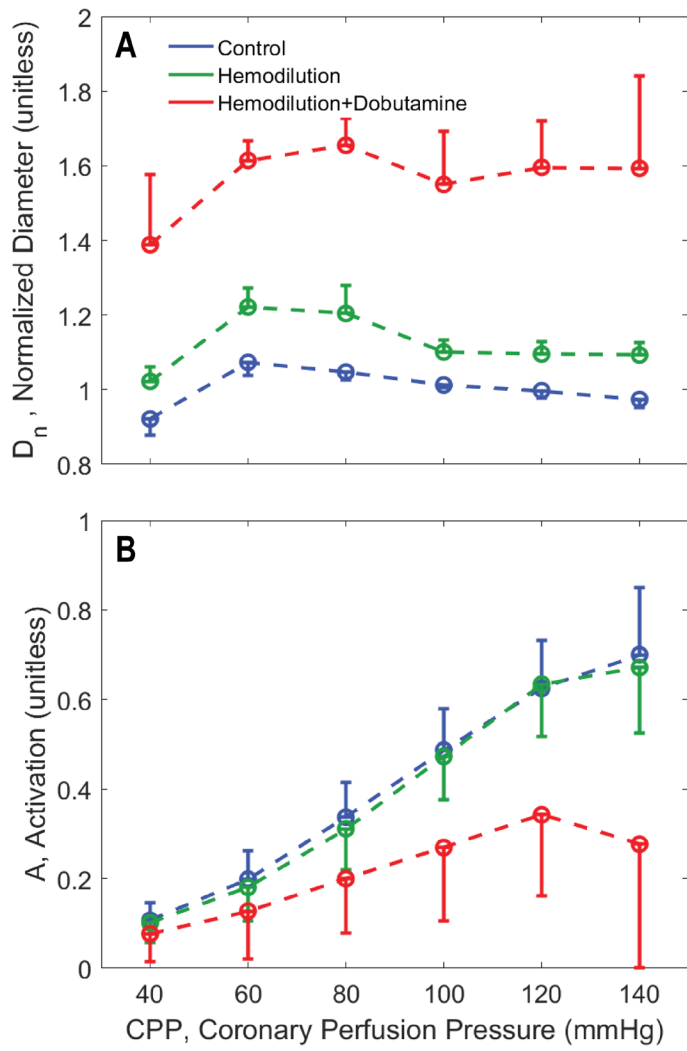 A
Control
Hemodilution
Hemodilution+Dobutamine
2
1.8
1.6
1.4
1.2
1
0.8
Dn , Normalized Diameter (unitless)
B
1
0.8
0.6
0.4
0.2
0
A, Activation (unitless)
40 60 80 100 120 140
CPP, Coronary Perfusion Pressure (mmHg)